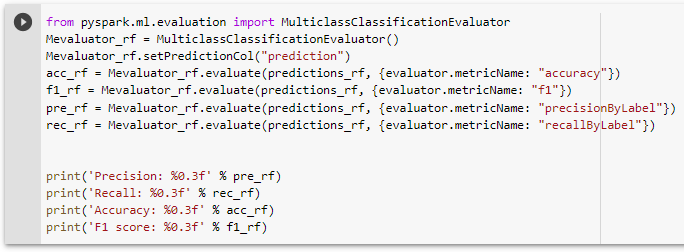 from pyspark.ml.evaluation import MulticlassClassificationEvaluator
Mevaluator_rf = MulticlassClassificationEvaluator()
Mevaluator_rf.setPredictionCol("prediction")
acc_rf = Mevaluator_rf.evaluate(predictions_rf, {evaluator.metricName: "accuracy"})
f1_rf = Mevaluator_rf.evaluate(predictions_rf, {evaluator.metricName: "f1"})
pre_rf = Mevaluator_rf.evaluate(predictions_rf, {evaluator.metricName: "precisionByLabel"})
rec_rf = Mevaluator_rf.evaluate(predictions_rf, {evaluator.metricName: "recallByLabel"})
print('Precision: %0.3f' % pre_rf)
print('Recall: %0.3f' % rec_rf)
print('Accuracy: %0.3f' % acc_rf)
print('F1 score: %0.3f' % f1_rf)